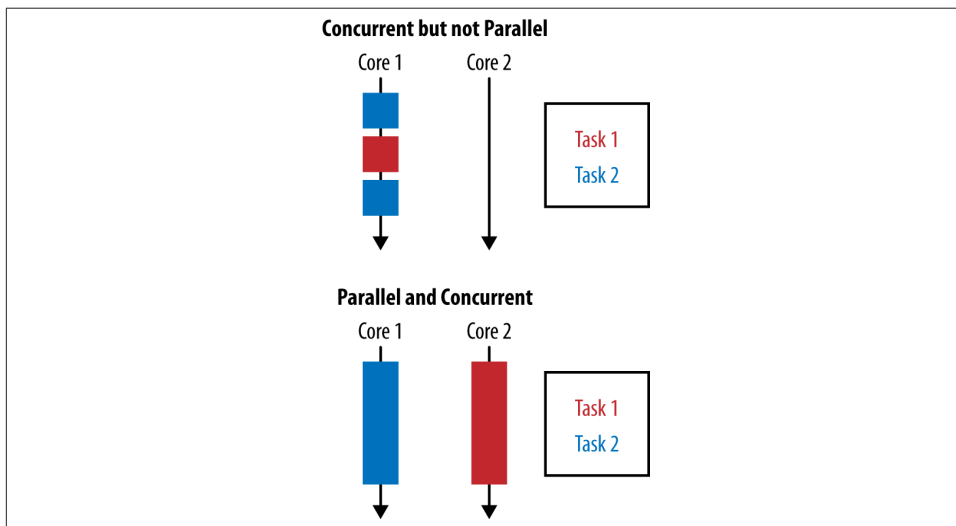 Concurrent but not Parallel
Core 1
Core 2
Task 1
Task 2
Parallel and Concurrent
Core 1
Core 2
Task 1
Task 2